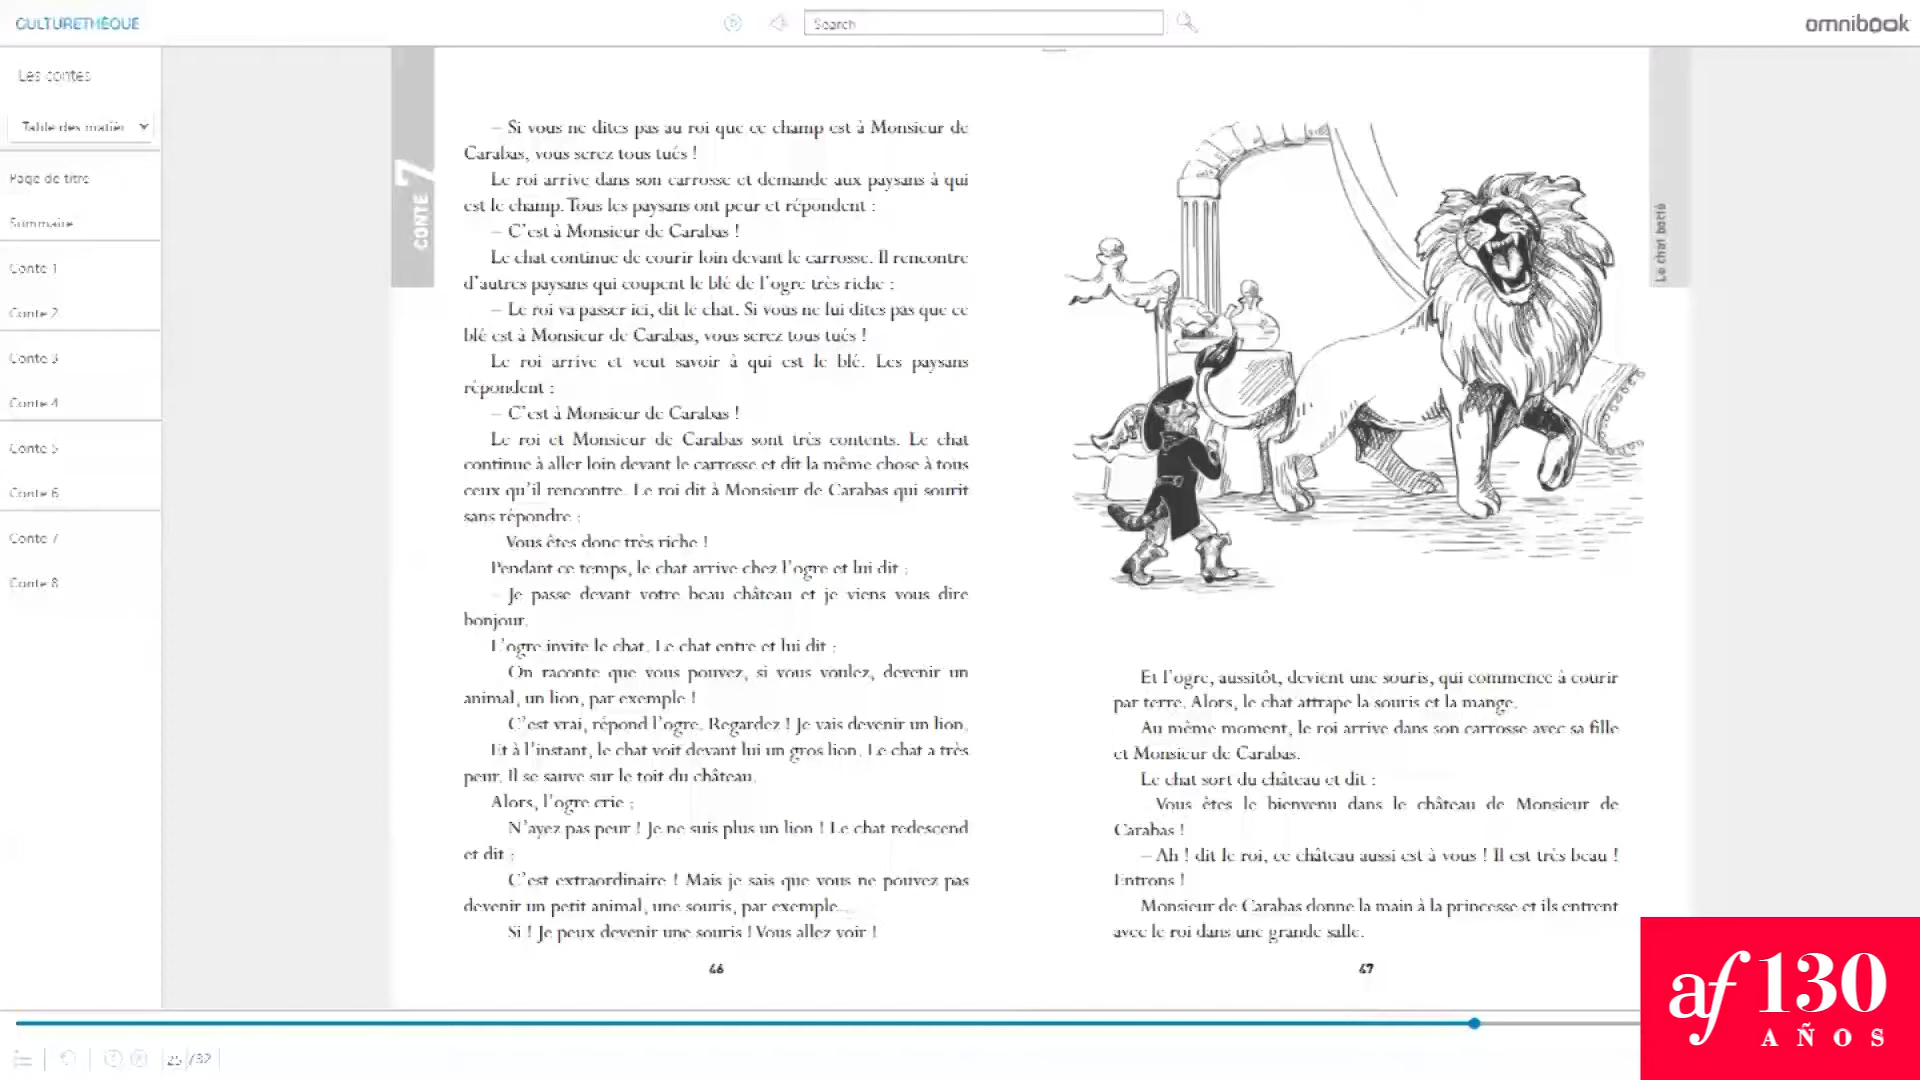 CULTURETHÈQUE
Search
omnibook
Les contes
Table des matièr
Page de titre
Sommaire
Conte 1
Conte 2
Conte 3
Conte 4
Conte 5
Conte 6
Conte 7
Conte 8
CONTE 7
– Si vous ne dites pas au roi que ce champ est à Monsieur de
Carabas, vous serez tous tués !
Le roi arrive dans son carrosse et demande aux paysans à qui
est le champ. Tous les paysans ont peur et répondent :
– C'est à Monsieur de Carabas !
Le chat continue de courir loin devant le carrosse. Il rencontre
d'autres paysans qui coupent le blé de l'ogre très riche :
– Le roi va passer ici, dit le chat. Si vous ne lui dites pas que ce
blé est à Monsieur de Carabas, vous serez tous tués !
Le roi arrive et veut savoir à qui est le blé. Les paysans
répondent :
– C'est à Monsieur de Carabas !
Le roi et Monsieur de Carabas sont très contents. Le chat
continue à aller loin devant le carrosse et dit la même chose à tous
ceux qu'il rencontre. Le roi dit à Monsieur de Carabas qui sourit
sans répondre :
Vous êtes donc très riche !
Pendant ce temps, le chat arrive chez l'ogre et lui dit :
– Je passe devant votre beau château et je viens vous dire
bonjour.
L'ogre invite le chat. Le chat entre et lui dit :
On raconte que vous pouvez, si vous voulez, devenir un
animal, un lion, par exemple !
C'est vrai, répond l'ogre. Regardez ! Je vais devenir un lion.
Et à l'instant, le chat voit devant lui un gros lion. Le chat a très
peur. Il se sauve sur le toit du château.
Alors, l'ogre crie :
N'ayez pas peur ! Je ne suis plus un lion ! Le chat redescend
et dit :
C'est extraordinaire ! Mais je sais que vous ne pouvez pas
devenir un petit animal, une souris, par exemple...
Si ! Je peux devenir une souris ! Vous allez voir !
46
Le chat botté
Et l'ogre, aussitôt, devient une souris, qui commence à courir
par terre. Alors, le chat attrape la souris et la mange.
Au même moment, le roi arrive dans son carrosse avec sa fille
et Monsieur de Carabas.
Le chat sort du château et dit :
Vous êtes le bienvenu dans le château de Monsieur de
Carabas !
– Ah ! dit le roi, ce château aussi est à vous ! Il est très beau !
Entrons !
Monsieur de Carabas donne la main à la princesse et ils entrent
avec le roi dans une grande salle.
47
25 /32
af 130
AÑOS